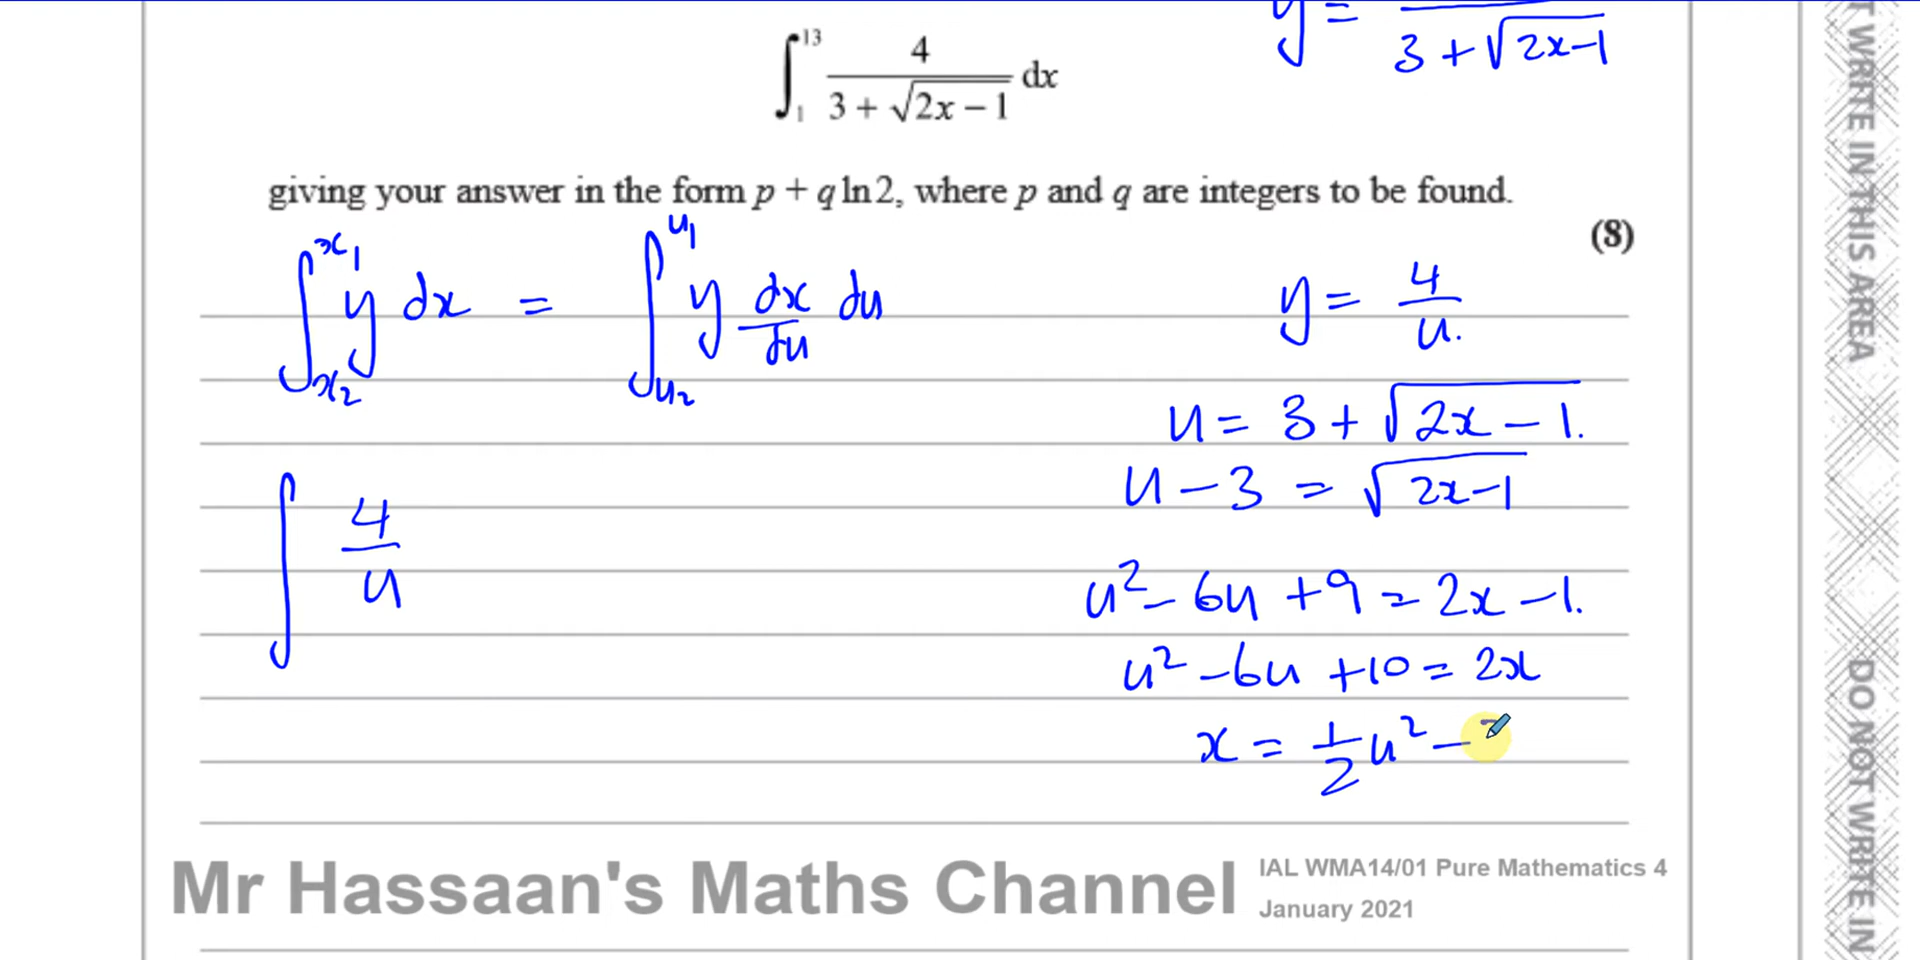 ∫₁¹³ 4/(3 + √(2x − 1)) dx
y = /(3 + √(2x−1))
giving your answer in the form p + q ln2, where p and q are integers to be found.
(8)
∫_{x₂}^{x₁} y dx = ∫_{u₂}^{u₁} y dx/du du
y = 4/u.
u = 3 + √(2x − 1).
u − 3 = √(2x−1)
∫ 4/u
u² − 6u + 9 = 2x − 1.
u² − 6u + 10 = 2x
x = 1/2 u² −
Mr Hassaan's Maths Channel
IAL WMA14/01 Pure Mathematics 4
January 2021
T WRITE IN THIS AREA
DO NOT WRITE IN